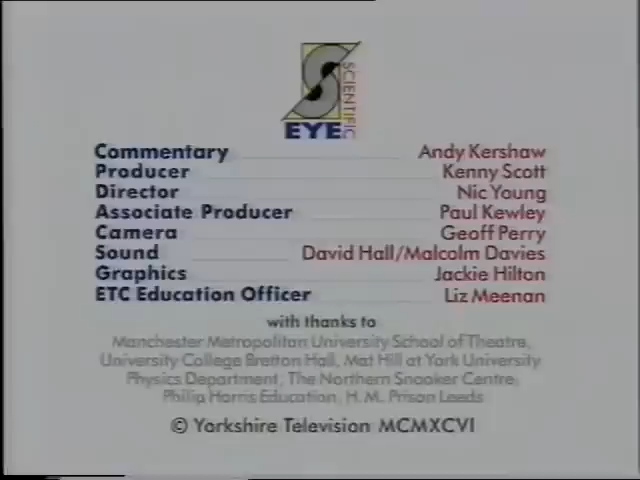 SCIENTIFIC
EYE
Commentary Andy Kershaw
Producer Kenny Scott
Director Nic Young
Associate Producer Paul Kewley
Camera Geoff Perry
Sound David Hall/Malcolm Davies
Graphics Jackie Hilton
ETC Education Officer Liz Meenan
with thanks to
Manchester Metropolitan University School of Theatre,
University College Bretton Hall, Mat Hill at York University
Physics Department, The Northern Snooker Centre,
Philip Harris Education, H. M. Prison Leeds
© Yorkshire Television MCMXCVI